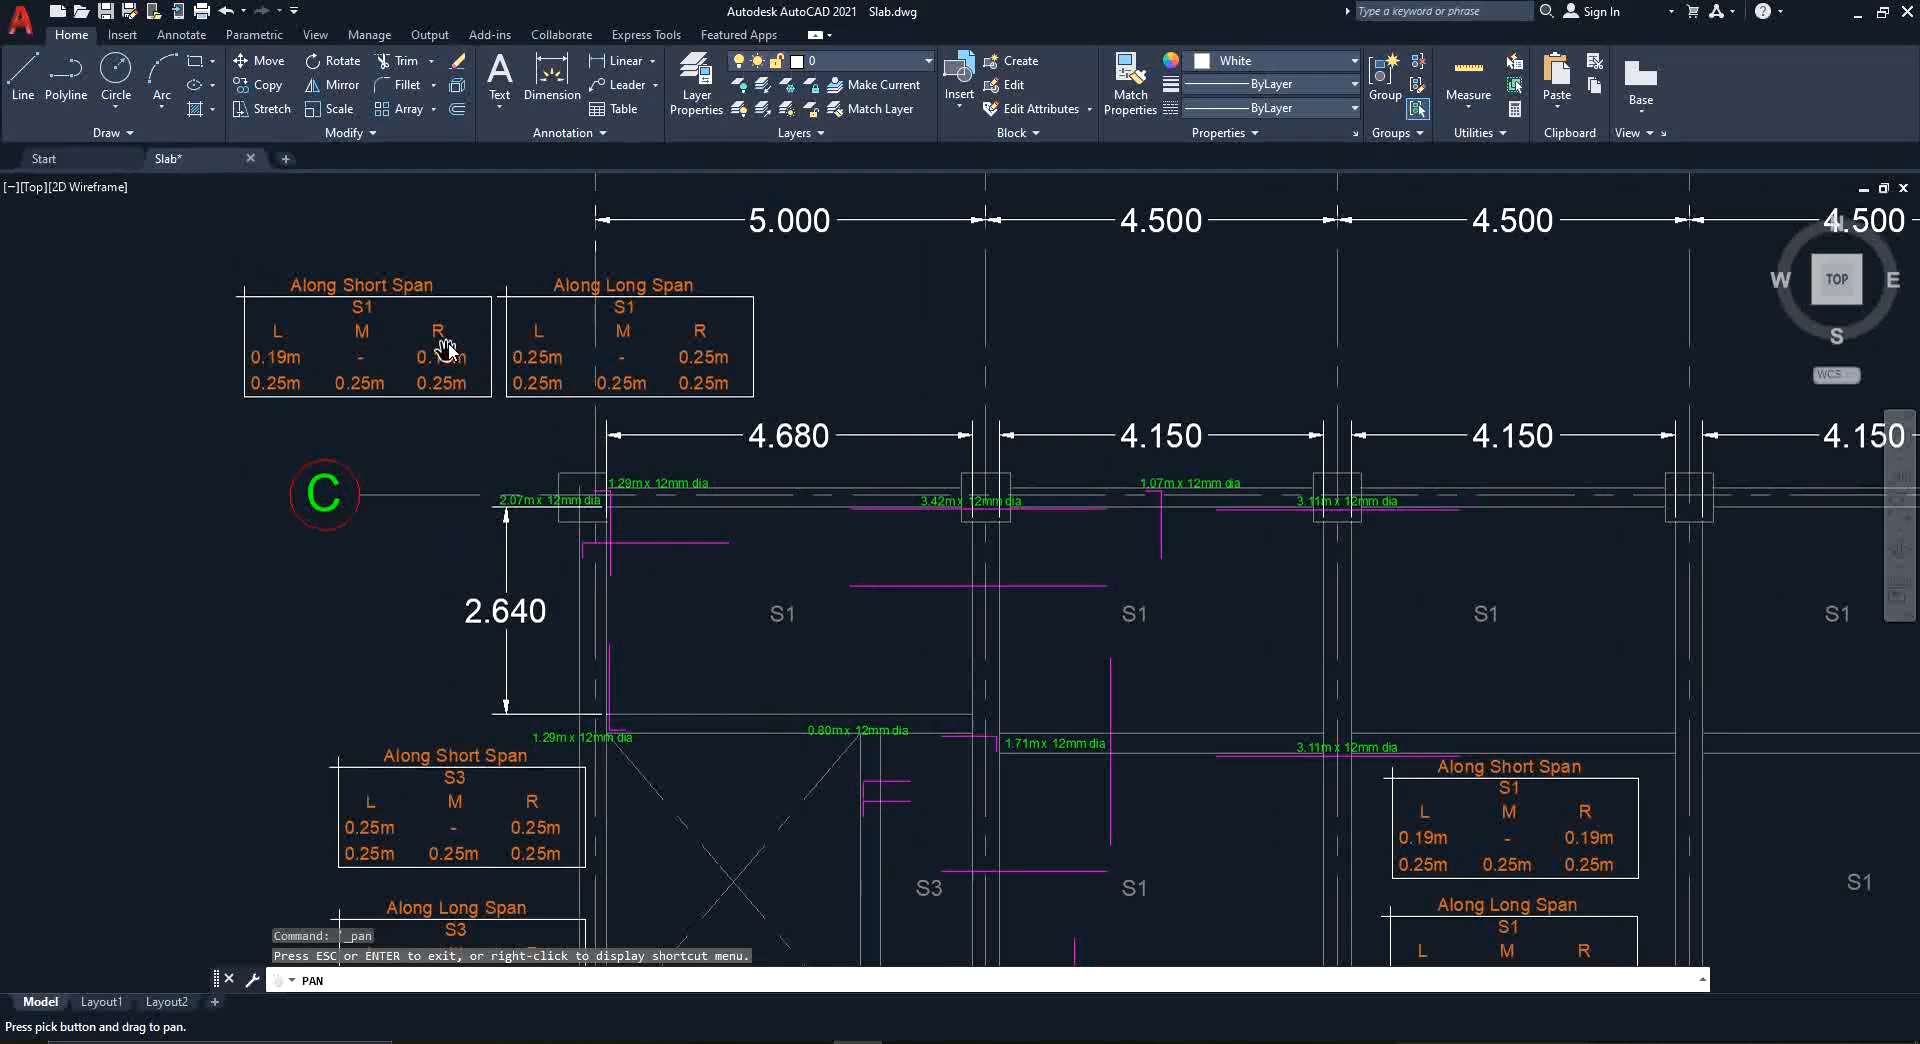 Autodesk AutoCAD 2021 Slab.dwg
Type a keyword or phrase
Sign In
Home Insert Annotate Parametric View Manage Output Add-ins Collaborate Express Tools Featured Apps
Line Polyline Circle Arc
Move Rotate Trim
Copy Mirror Fillet
Stretch Scale Array
Text Dimension
Linear
Leader
Table
Layer Properties
0
Make Current
Match Layer
Insert
Create
Edit
Edit Attributes
Match Properties
White
ByLayer
ByLayer
Group
Measure
Paste
Base
Draw Modify Annotation Layers Block Properties Groups Utilities Clipboard View
Start Slab*
[−][Top][2D Wireframe]
5.000 4.500 4.500 4.500
N
W TOP E
S
WCS
Along Short Span
S1
L M R
0.19m -
0.25m 0.25m 0.25m
Along Long Span
S1
L M R
0.25m - 0.25m
0.25m 0.25m 0.25m
4.680 4.150 4.150 4.150
C
1.29m x 12mm dia
2.07m x 12mm dia
3.42m x 12mm dia
1.07m x 12mm dia
3.11m x 12mm dia
2.640
S1 S1 S1 S1
1.29m x 12mm dia
0.80m x 12mm dia
1.71m x 12mm dia
3.11m x 12mm dia
Along Short Span
S3
L M R
0.25m - 0.25m
0.25m 0.25m 0.25m
Along Short Span
S1
L M R
0.19m - 0.19m
0.25m 0.25m 0.25m
S3 S1 S1
Along Long Span
S3
Along Long Span
S1
L M R
Command: '_pan
Press ESC or ENTER to exit, or right-click to display shortcut menu.
PAN
Model Layout1 Layout2
Press pick button and drag to pan.